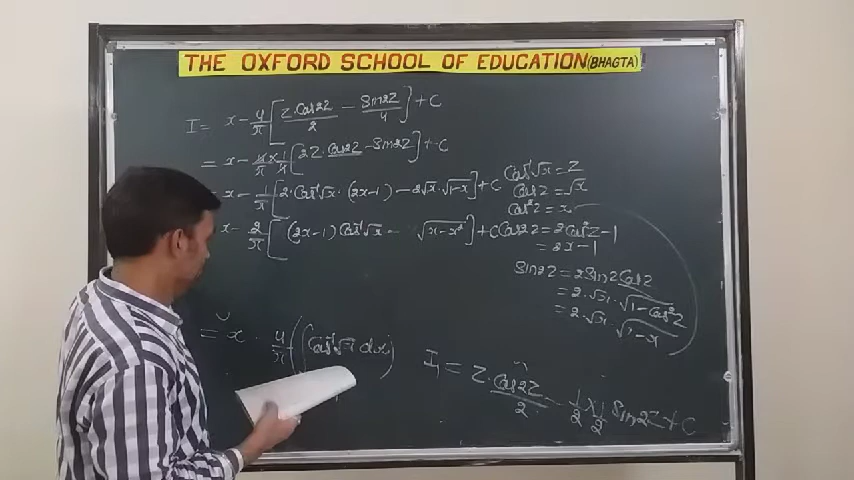 THE OXFORD SCHOOL OF EDUCATION (BHAGTA)
I = x - 4/π [ Z.Cos2Z/2 - Sin2Z/4 ] + C
= x - 4/π × 1/4 [ 2Z.Cos2Z - Sin2Z ] + C
= x - 1/π [ 2.Cos⁻¹√x.(2x-1) - 2√x.√1-x ] + C
x - 2/π [ (2x-1) Cos⁻¹√x - √x-x² ] + C
Cos⁻¹√x = Z
CosZ = √x
Cos²Z = x
Cos2Z = 2Cos²Z-1
= 2x-1
Sin2Z = 2SinZ CosZ
= 2.√x.√1-Cos²Z
= 2.√x.√1-x
= x - 4/π (∫Cos⁻¹√x dx)
I₁ = Z.Cos2Z/2 - 1/2 × 1/2 Sin2Z + C